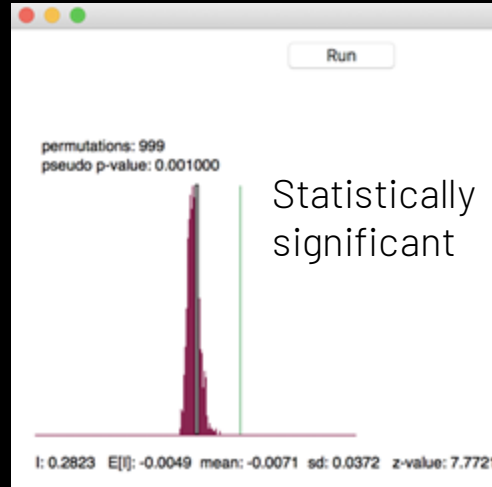 Run
permutations: 999
pseudo p-value: 0.001000
Statistically
significant
I: 0.2823 E[I]: -0.0049 mean: -0.0071 sd: 0.0372 z-value: 7.7721